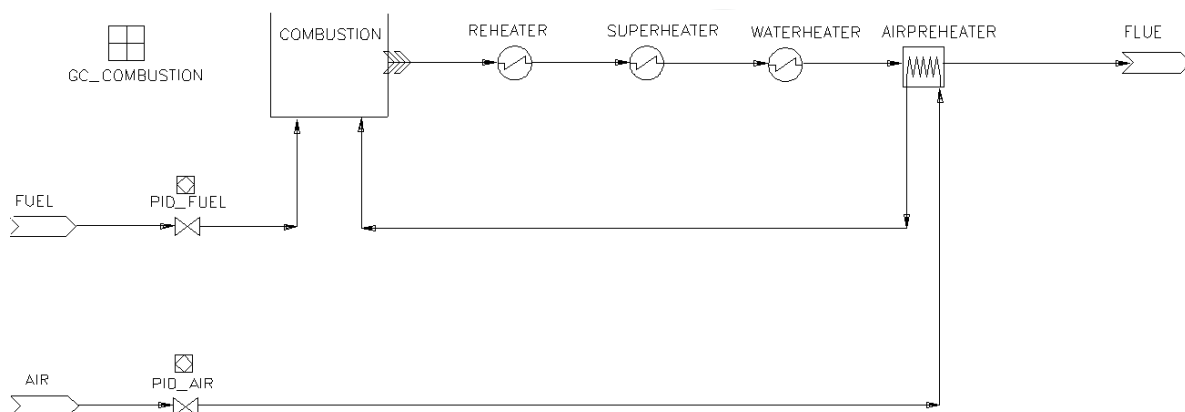 COMBUSTION
REHEATER
SUPERHEATER
WATERHEATER
AIRPREHEATER
FLUE
GC_COMBUSTION
FUEL
PID_FUEL
AIR
PID_AIR